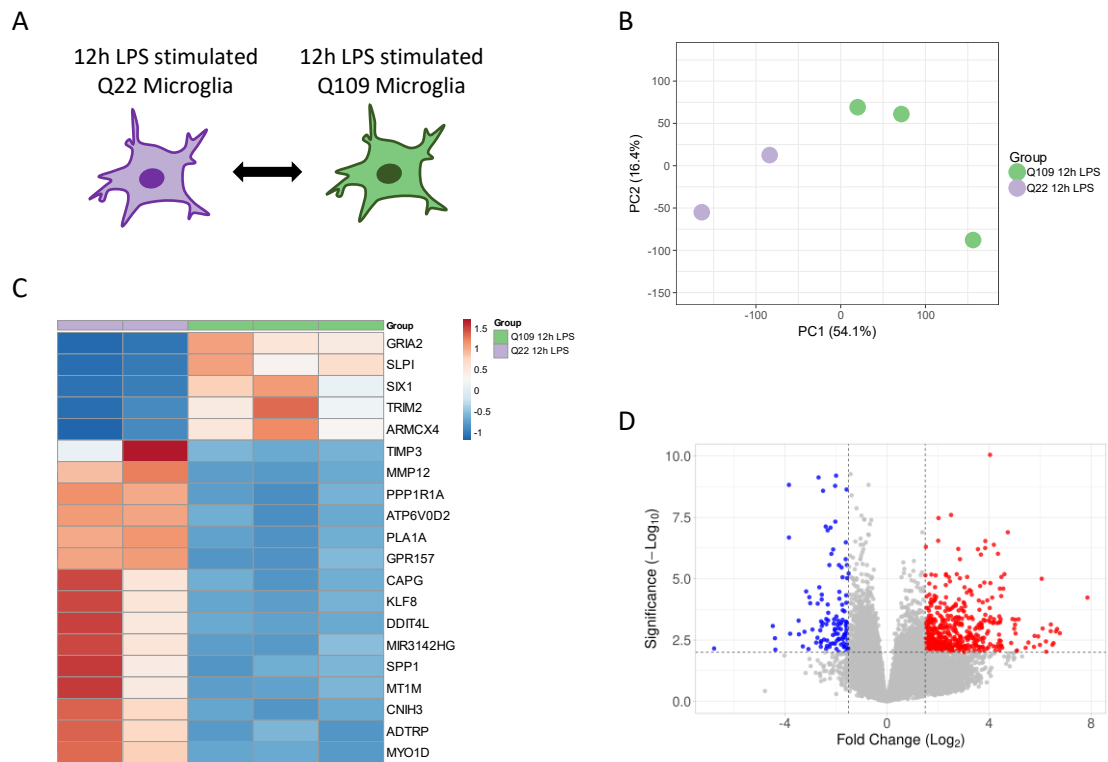 A
12h LPS stimulated
Q22 Microglia
12h LPS stimulated
Q109 Microglia
B
100
50
0
-50
-100
-150
PC2 (16.4%)
-100
0
100
PC1 (54.1%)
Group
Q109 12h LPS
Q22 12h LPS
C
Group
GRIA2
SLPI
SIX1
TRIM2
ARMCX4
TIMP3
MMP12
PPP1R1A
ATP6V0D2
PLA1A
GPR157
CAPG
KLF8
DDIT4L
MIR3142HG
SPP1
MT1M
CNIH3
ADTRP
MYO1D
1.5
1
0.5
0
-0.5
-1
Group
Q109 12h LPS
Q22 12h LPS
D
10.0
7.5
5.0
2.5
0.0
Significance (−Log₁₀)
-4
0
4
8
Fold Change (Log₂)